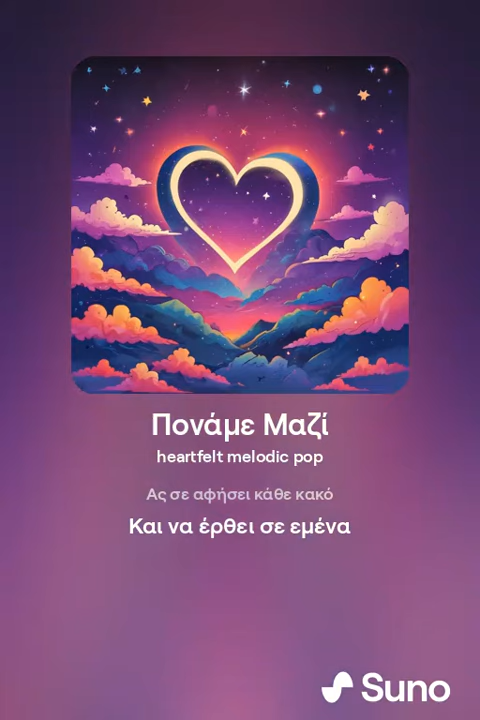 Πονάμε Μαζί
heartfelt melodic pop
Ας σε αφήσει κάθε κακό
Και να έρθει σε εμένα
Suno